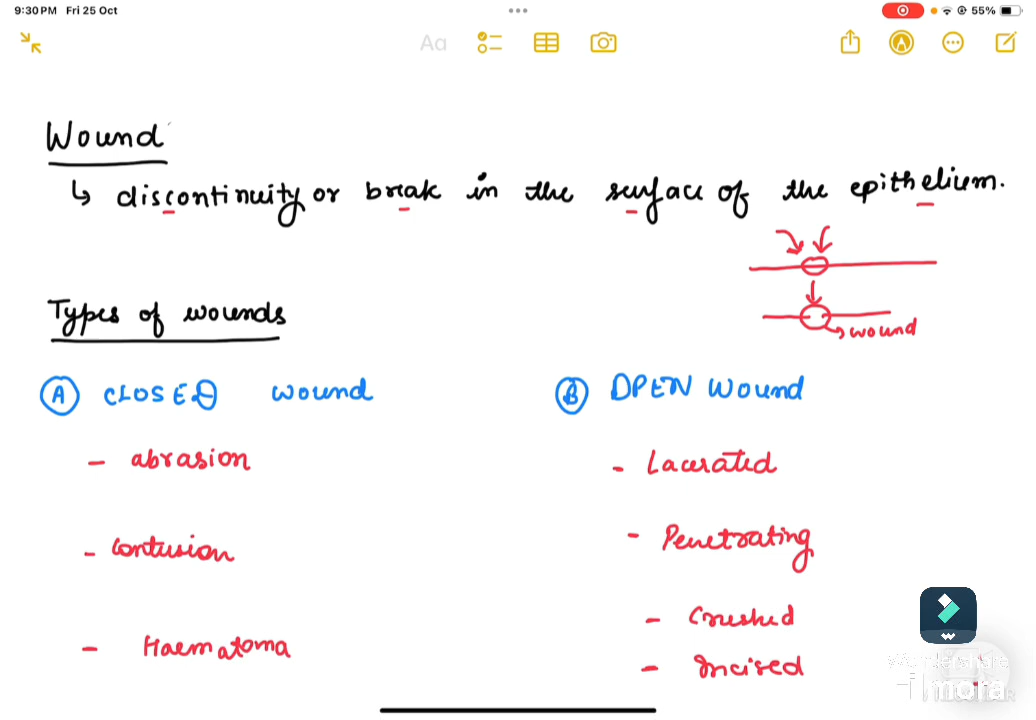 9:30 PM Fri 25 Oct
55%
Aa
Wound
↳ discontinuity or break in the surface of the epithelium.
wound
Types of wounds
A CLOSED wound
B OPEN Wound
- abrasion
- Lacerated
- Contusion
- Penetrating
- Crushed
- Haematoma
- Incised
Wondershare
Filmora